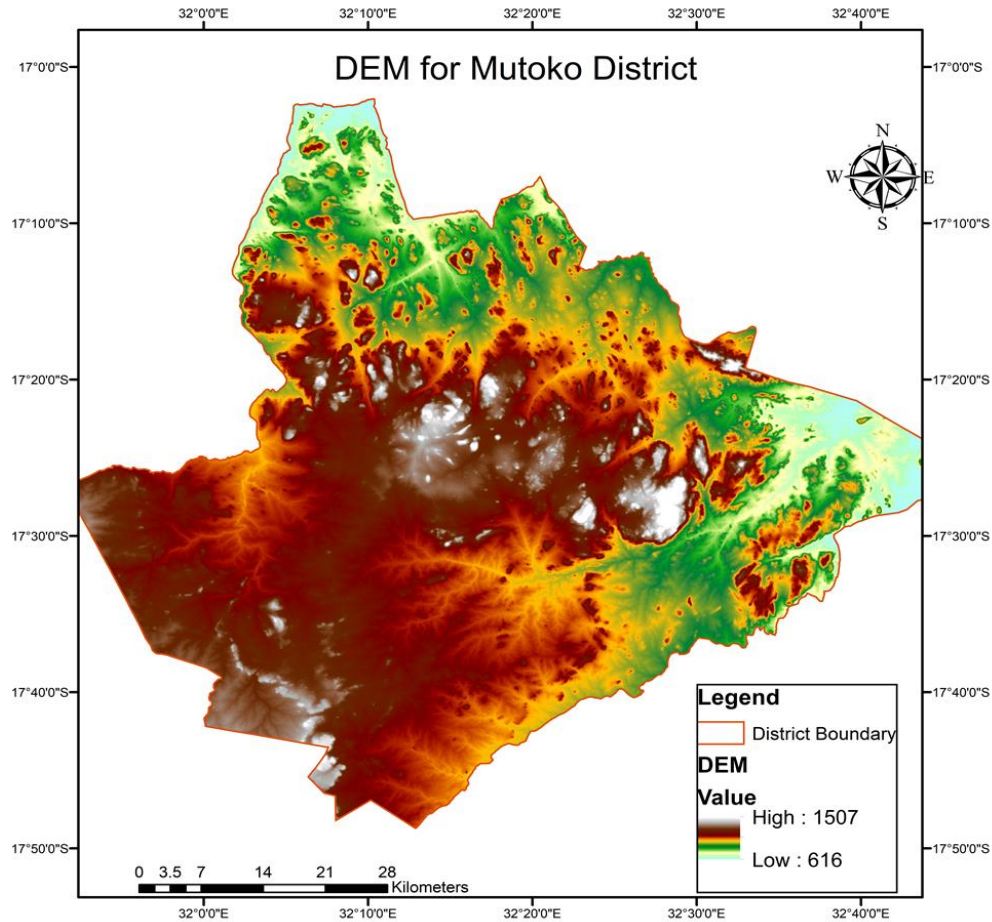 32°0'0"E 32°10'0"E 32°20'0"E 32°30'0"E 32°40'0"E
DEM for Mutoko District
17°0'0"S 17°0'0"S
N
W E
S
17°10'0"S 17°10'0"S
17°20'0"S 17°20'0"S
17°30'0"S 17°30'0"S
17°40'0"S 17°40'0"S
Legend
District Boundary
DEM
Value
High : 1507
Low : 616
17°50'0"S 17°50'0"S
0 3.5 7 14 21 28
Kilometers
32°0'0"E 32°10'0"E 32°20'0"E 32°30'0"E 32°40'0"E